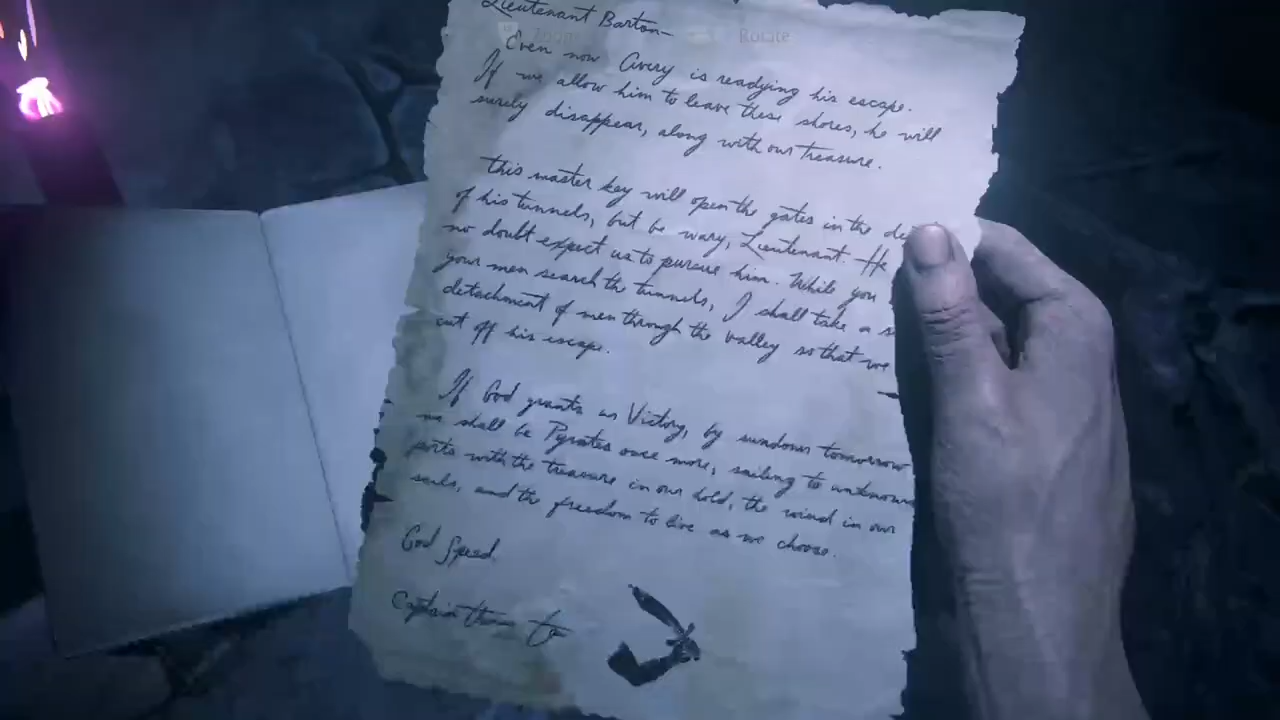 Lieutenant Barton—
Zoom
Rotate
Even now Avery is readying his escape.
If we allow him to leave these shores, he will
surely disappear, along with our treasure.
this master key will open the gates in the
of his tunnels, but be wary, Lieutenant. He
no doubt expect us to pursue him. While you
your men search the tunnels, I shall take a
detachment of men through the valley so that we
cut off his escape.
If God grants us Victory, by sundown tomorrow
we shall be Pyrates once more, sailing to unknown
ports with the treasure in our hold, the wind in our
sails, and the freedom to live as we choose.
God Speed
Captain